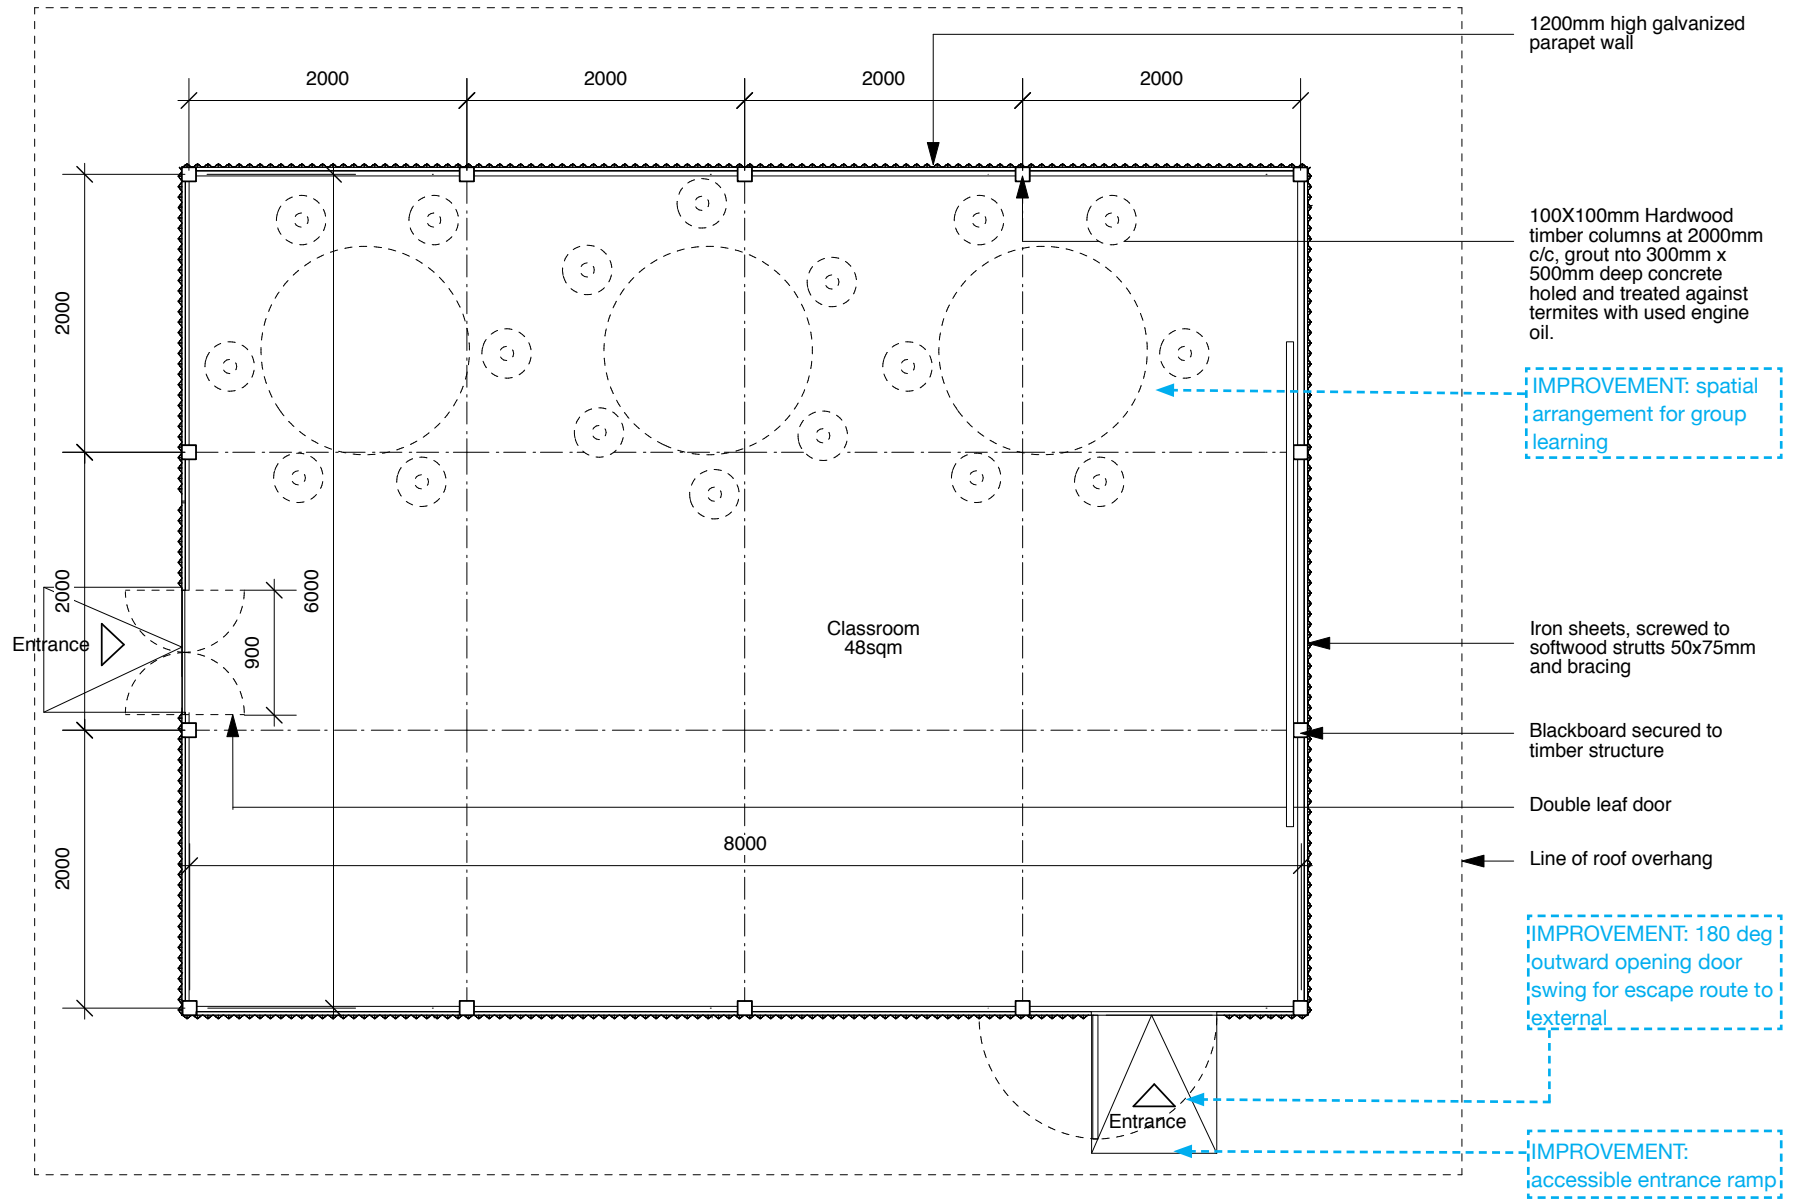 1200mm high galvanized
parapet wall
2000
2000
2000
2000
100X100mm Hardwood
timber columns at 2000mm
c/c, grout nto 300mm x
500mm deep concrete
holed and treated against
termites with used engine
oil.
2000
IMPROVEMENT: spatial
arrangement for group
learning
2000
6000
Entrance
900
Classroom
48sqm
Iron sheets, screwed to
softwood strutts 50x75mm
and bracing
Blackboard secured to
timber structure
Double leaf door
2000
8000
Line of roof overhang
IMPROVEMENT: 180 deg
outward opening door
swing for escape route to
external
Entrance
IMPROVEMENT:
accessible entrance ramp